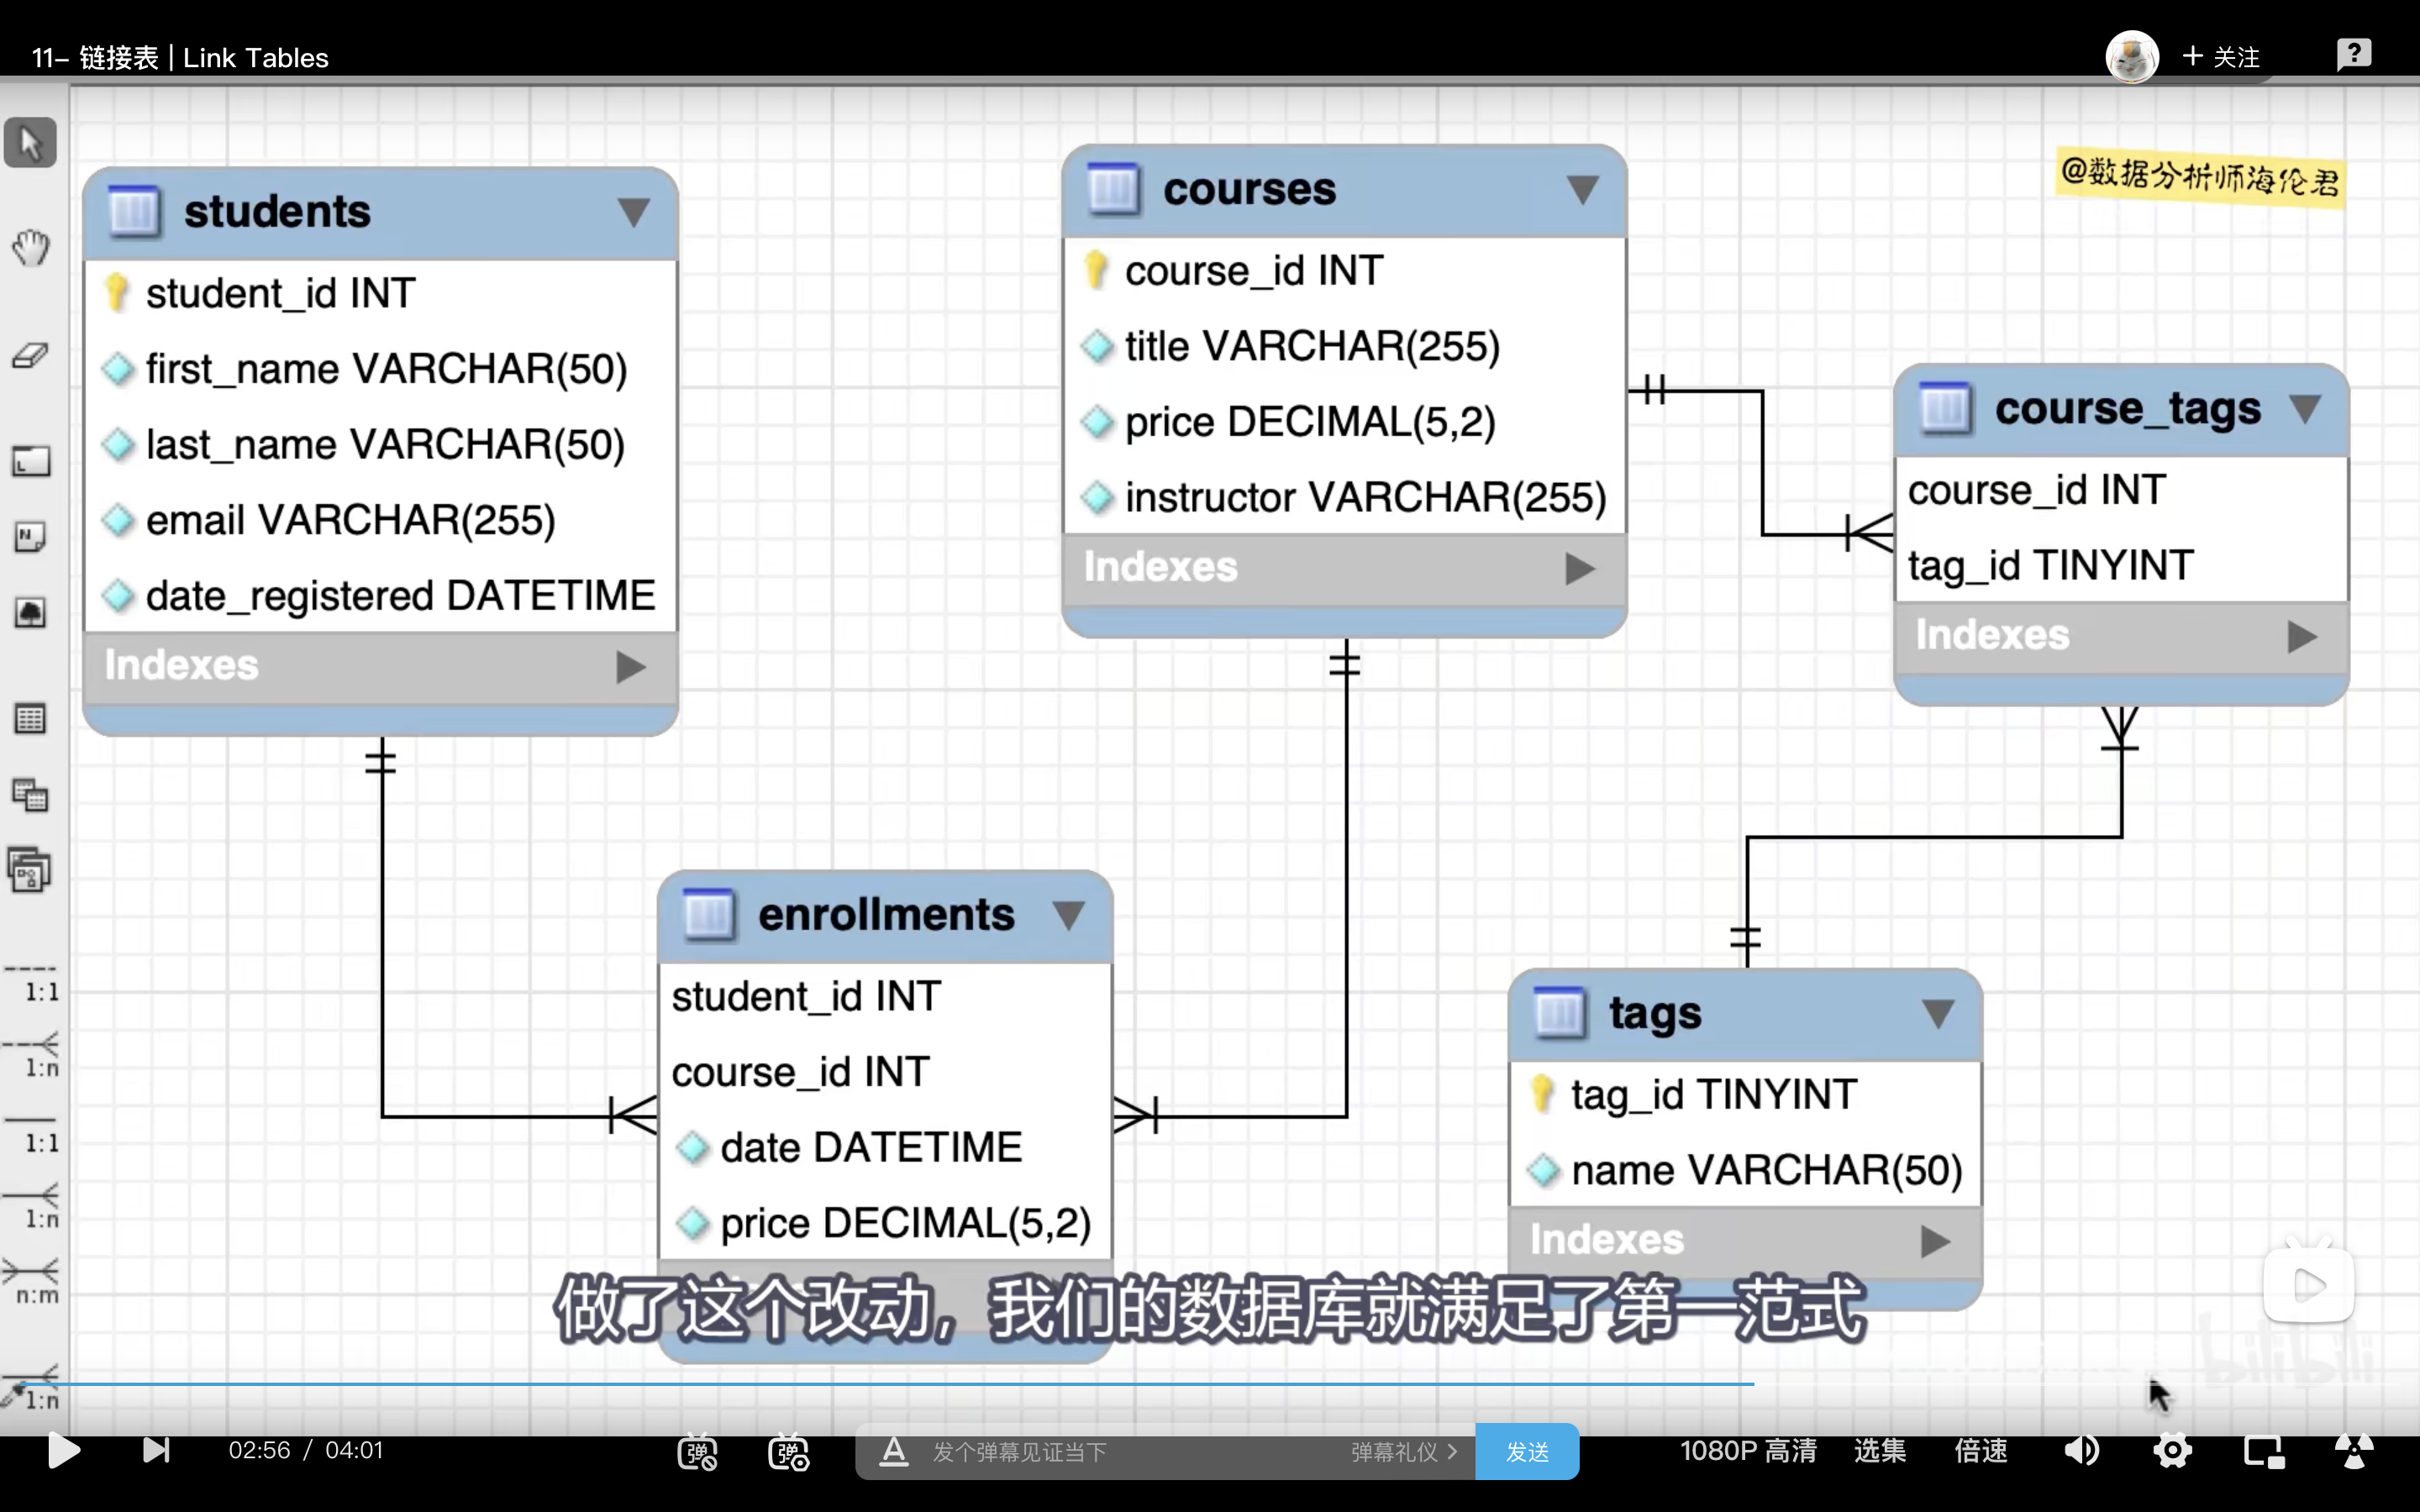 11– 链接表 | Link Tables
+ 关注
@数据分析师海伦君
students
student_id INT
first_name VARCHAR(50)
last_name VARCHAR(50)
email VARCHAR(255)
date_registered DATETIME
Indexes
courses
course_id INT
title VARCHAR(255)
price DECIMAL(5,2)
instructor VARCHAR(255)
Indexes
course_tags
course_id INT
tag_id TINYINT
Indexes
enrollments
student_id INT
course_id INT
date DATETIME
price DECIMAL(5,2)
tags
tag_id TINYINT
name VARCHAR(50)
Indexes
1:1
1:n
1:1
1:n
n:m
1:n
做了这个改动，我们的数据库就满足了第一范式
bilibili
02:56 / 04:01
弹
弹
A
发个弹幕见证当下
弹幕礼仪 >
发送
1080P 高清
选集
倍速